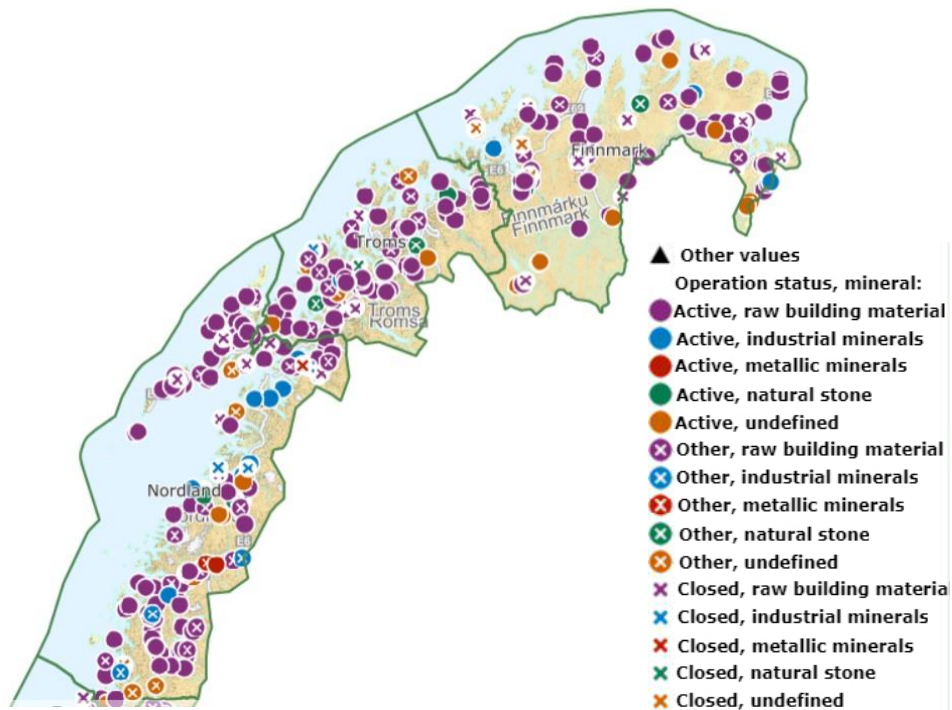 Finnmark
E6
Finnmárku
Finnmark
Troms
Troms
Romsa
Nordland
Other values
Operation status, mineral:
Active, raw building material
Active, industrial minerals
Active, metallic minerals
Active, natural stone
Active, undefined
Other, raw building material
Other, industrial minerals
Other, metallic minerals
Other, natural stone
Other, undefined
Closed, raw building material
Closed, industrial minerals
Closed, metallic minerals
Closed, natural stone
Closed, undefined